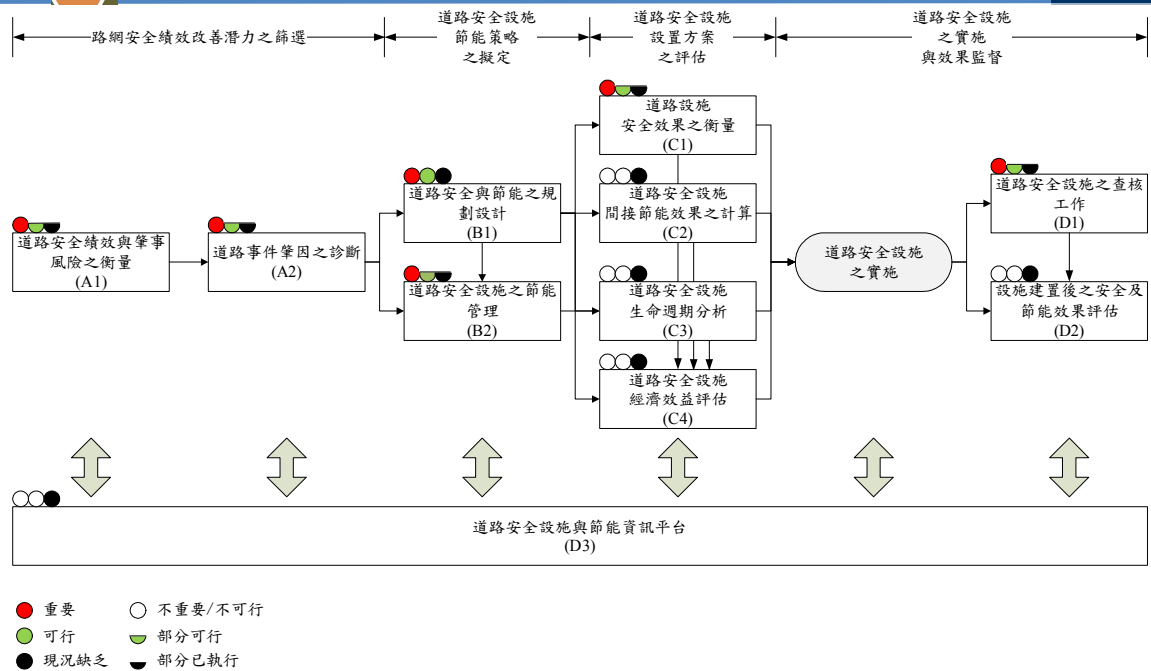 路網安全績效改善潛力之篩選
道路安全設施
節能策略
之擬定
道路安全設施
設置方案
之評估
道路安全設施
之實施
與效果監督
道路安全績效與肇事
風險之衡量
(A1)
道路事件肇因之診斷
(A2)
道路安全與節能之規
劃設計
(B1)
道路安全設施之節能
管理
(B2)
道路設施
安全效果之衡量
(C1)
道路安全設施
間接節能效果之計算
(C2)
道路安全設施
生命週期分析
(C3)
道路安全設施
經濟效益評估
(C4)
道路安全設施
之實施
道路安全設施之查核
工作
(D1)
設施建置後之安全及
節能效果評估
(D2)
道路安全設施與節能資訊平台
(D3)
重要
不重要/不可行
可行
部分可行
現況缺乏
部分已執行